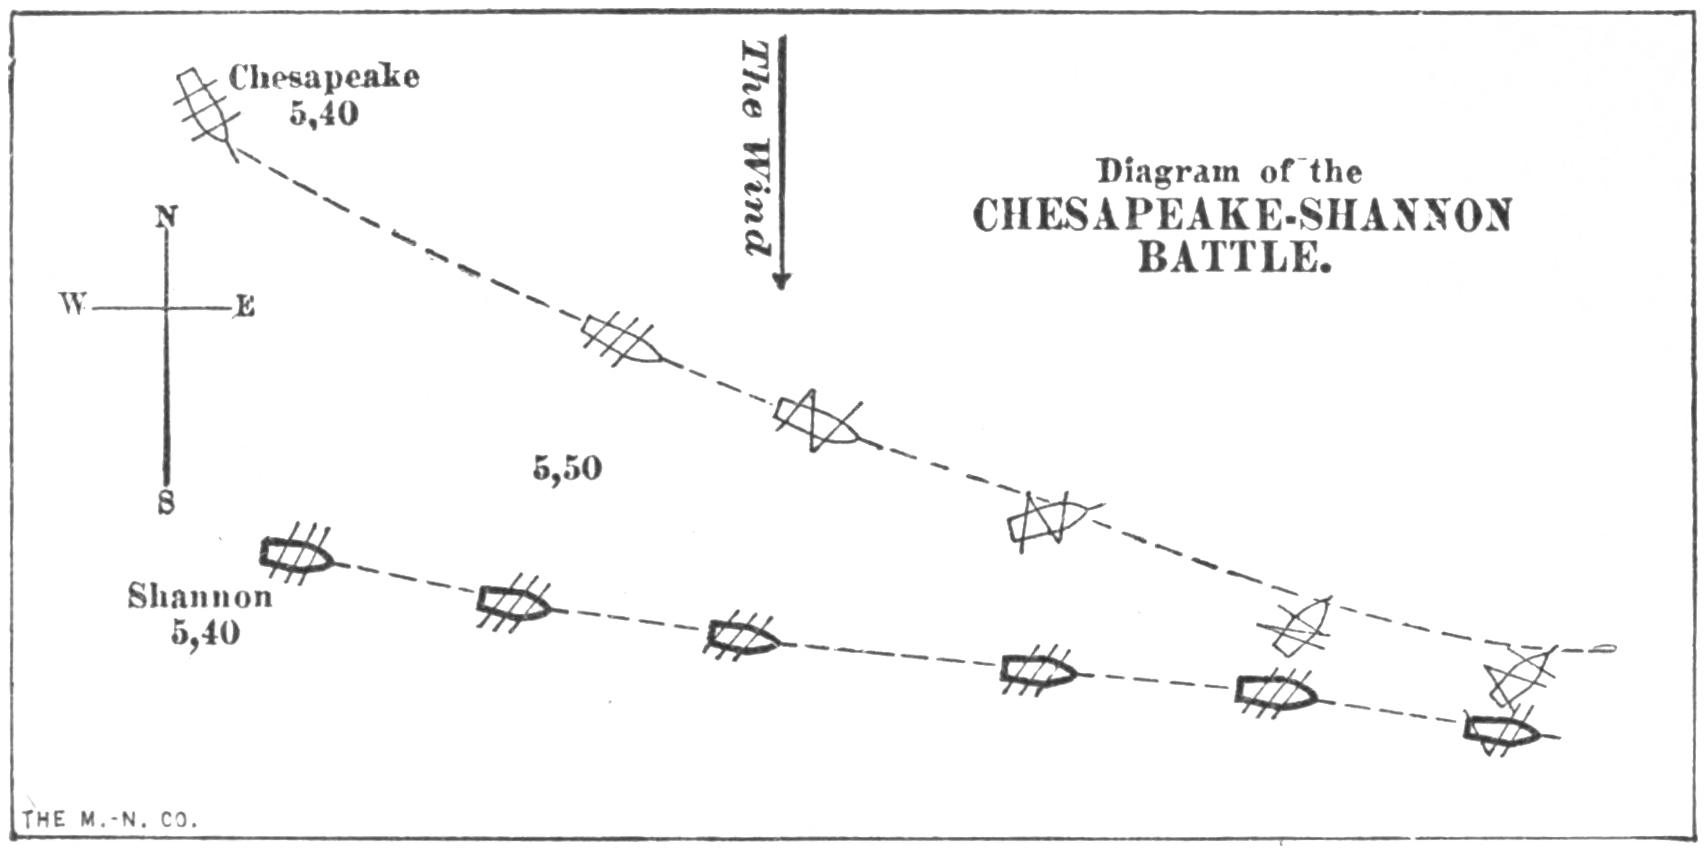 Chesapeake
5,40
The Wind
Diagram of the
CHESAPEAKE-SHANNON
BATTLE.
N
W E
S
5,50
Shannon
5,40
THE M.-N. CO.